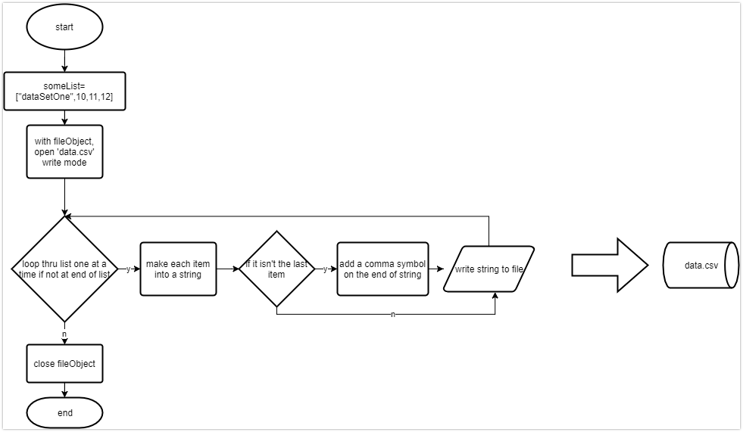 start
someList=
["dataSetOne",10,11,12]
with fileObject,
open 'data.csv'
write mode
loop thru list one at a
time if not at end of list
y
make each item
into a string
if it isn't the last
item
y
add a comma symbol
on the end of string
write string to file
data.csv
n
n
close fileObject
end